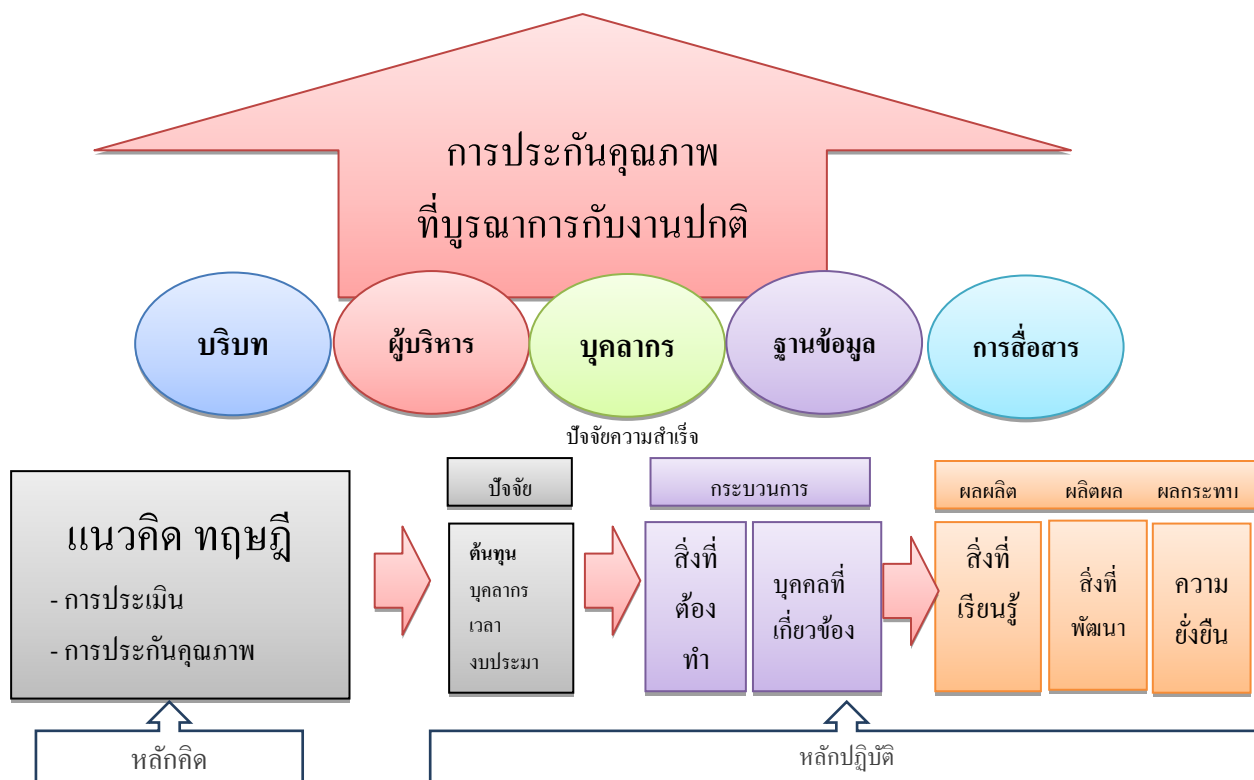 การประกันคุณภาพ
ที่บูรณาการกับงานปกติ
บริบท
ผู้บริหาร
บุคลากร
ฐานข้อมูล
การสื่อสาร
ปัจจัยความสำเร็จ
แนวคิด ทฤษฎี
- การประเมิน
- การประกันคุณภาพ
ปัจจัย
ต้นทุน
บุคลากร
เวลา
งบประมา
กระบวนการ
สิ่งที่
ต้อง
ทำ
บุคคลที่
เกี่ยวข้อง
ผลผลิต
ผลิตผล
ผลกระทบ
สิ่งที่
เรียนรู้
สิ่งที่
พัฒนา
ความ
ยั่งยืน
หลักคิด
หลักปฏิบัติ